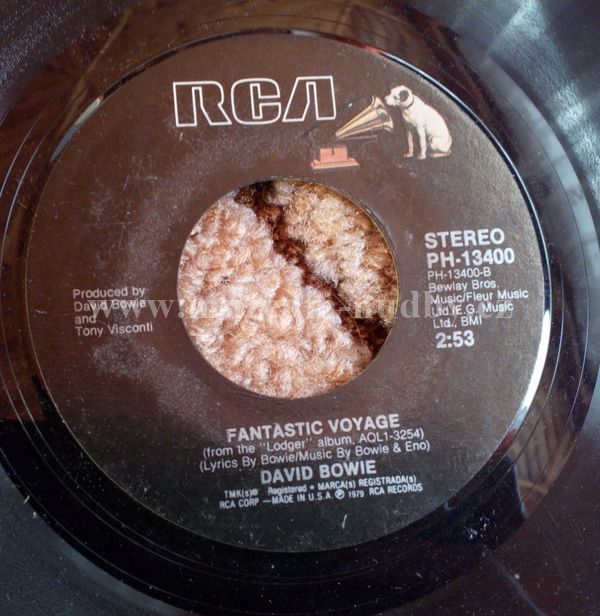 RCA
STEREO
PH-13400
PH-13400-B
Bewlay Bros.
Music/Fleur Music
Ltd./E.G. Music
Ltd., BMI
2:53
Produced by
David Bowie
and
Tony Visconti
FANTASTIC VOYAGE
(from the "Lodger" album, AQL1-3254)
(Lyrics By Bowie/Music By Bowie & Eno)
DAVID BOWIE
TMK(s)® Registered • MARCA(s) REGISTRADA(s)
RCA CORP — MADE IN U.S.A. ℗ 1979 RCA RECORDS